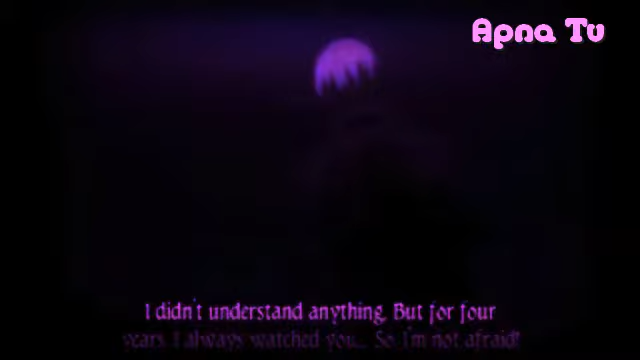 Apna Tv
I didn't understand anything. But for four
years, I always watched you... So I'm not afraid!